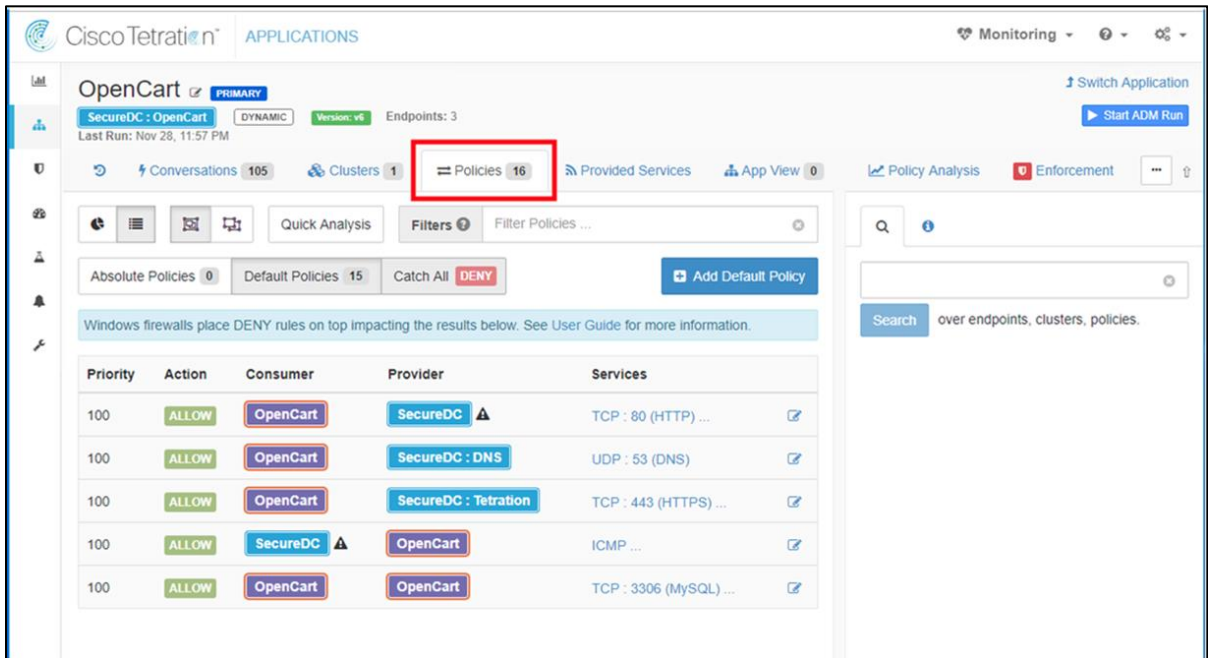 Cisco Tetration™ APPLICATIONS Monitoring
OpenCart PRIMARY Switch Application
SecureDC : OpenCart DYNAMIC Version: v6 Endpoints: 3 Start ADM Run
Last Run: Nov 28, 11:57 PM
Conversations 105 Clusters 1 Policies 16 Provided Services App View 0 Policy Analysis Enforcement ...
Quick Analysis Filters Filter Policies ...
Absolute Policies 0 Default Policies 15 Catch All DENY Add Default Policy
Windows firewalls place DENY rules on top impacting the results below. See User Guide for more information.
Search over endpoints, clusters, policies.
Priority Action Consumer Provider Services
100 ALLOW OpenCart SecureDC TCP : 80 (HTTP) ...
100 ALLOW OpenCart SecureDC : DNS UDP : 53 (DNS)
100 ALLOW OpenCart SecureDC : Tetration TCP : 443 (HTTPS) ...
100 ALLOW SecureDC OpenCart ICMP ...
100 ALLOW OpenCart OpenCart TCP : 3306 (MySQL) ...